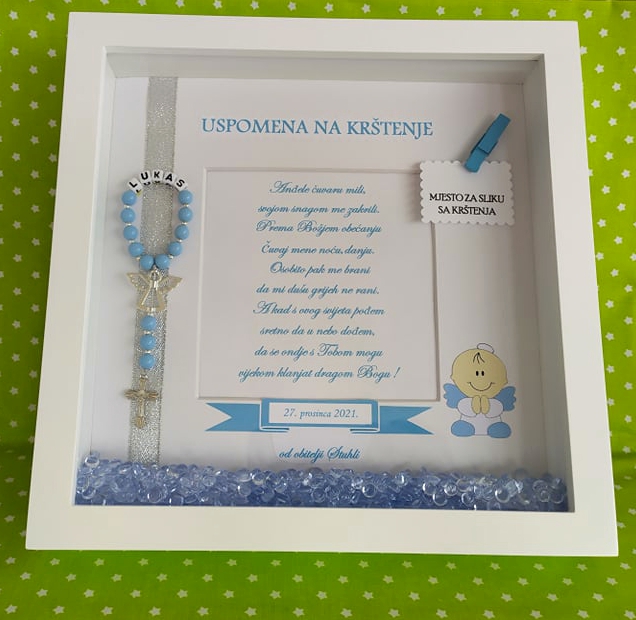 USPOMENA NA KRŠTENJE
LUKAS
MJESTO ZA SLIKU
SA KRŠTENJA
Anđele čuvaru mili,
svojom snagom me zakrili.
Prema Božjem obećanju
Čuvaj mene noću, danju.
Osobito pak me brani
da mi dušu grijeh ne rani.
A kad s ovog svijeta pođem
sretno da u nebo dođem,
da se ondje s Tobom mogu
vijekom klanjat dragom Bogu !
27. prosinca 2021.
od obitelji Stuhli